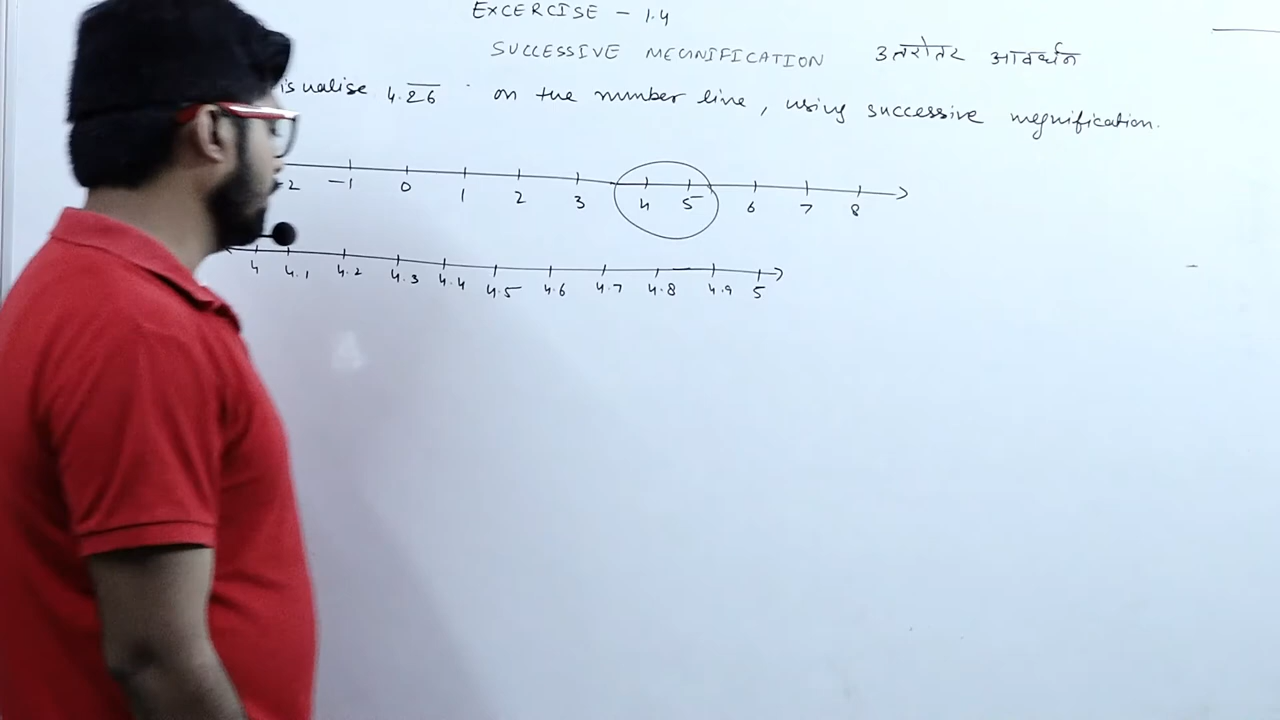 EXCERCISE - 1.4
SUCCESSIVE MEGNIFICATION उत्तरोतर आवर्धन
isualise 4.\overline{26} on the number line, using successive megnification.
-2 -1 0 1 2 3 4 5 6 7 8
4 4.1 4.2 4.3 4.4 4.5 4.6 4.7 4.8 4.9 5